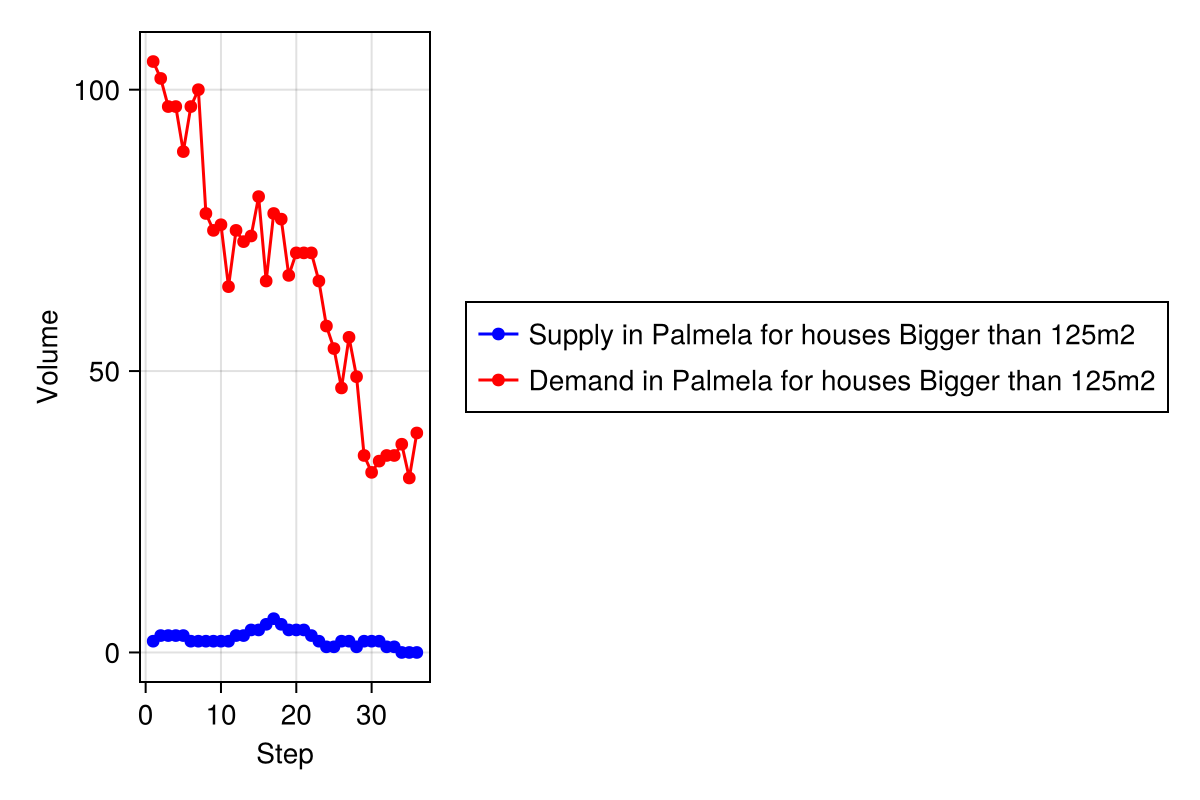 Volume
100
50
0
0 10 20 30
Step
Supply in Palmela for houses Bigger than 125m2
Demand in Palmela for houses Bigger than 125m2